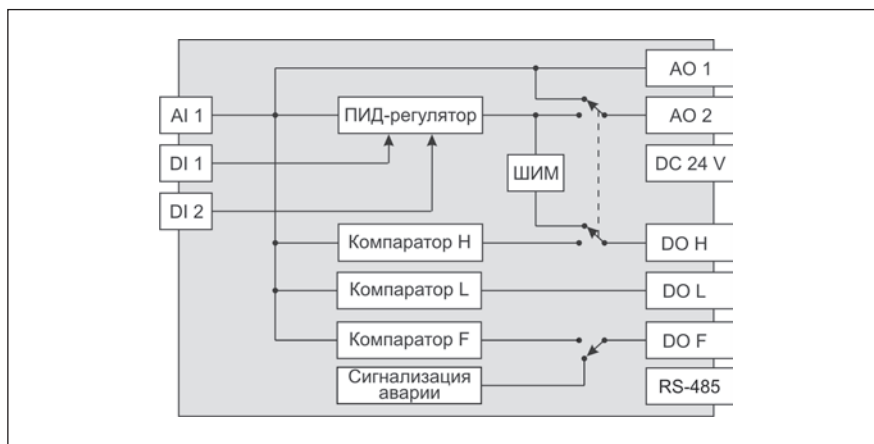 AO 1
AI 1
ПИД-регулятор
AO 2
DI 1
ШИМ
DC 24 V
DI 2
Компаратор H
DO H
Компаратор L
DO L
Компаратор F
DO F
Сигнализация
аварии
RS-485